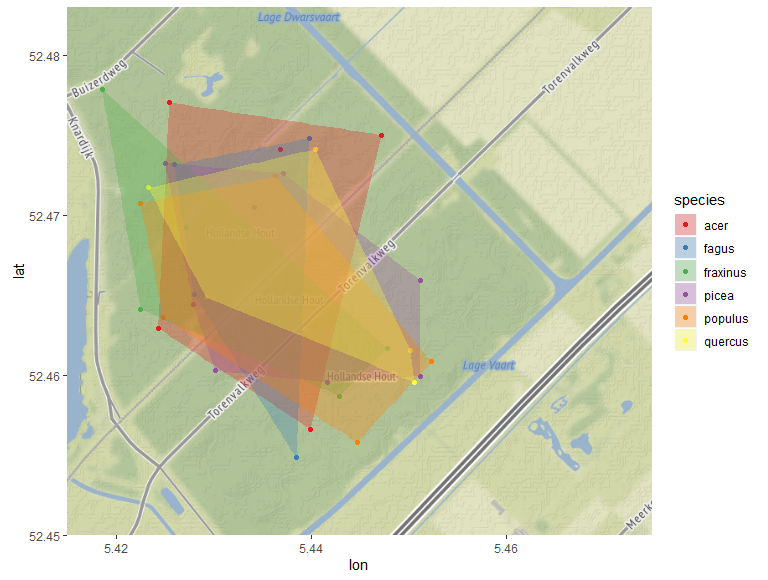 Lage Dwarsvaart
52.48
Buizerdweg
Torenvalkweg
species
Knardijk
acer
fagus
52.47
Hollandse Hout
fraxinus
lat
Torenvalkweg
picea
Hollandse Hout
populus
quercus
52.46
Hollandse Hout
Lage Vaart
Torenvalkweg
Meerk
52.45
5.42
5.44
5.46
lon